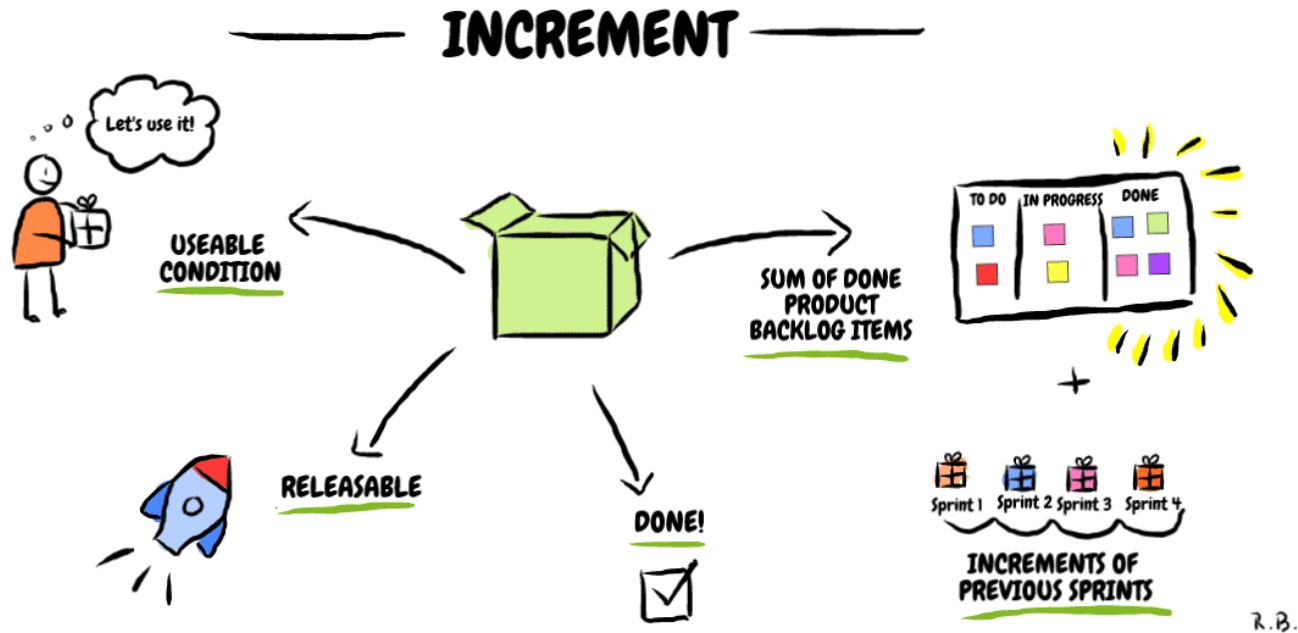 INCREMENT
Let's use it!
USEABLE
CONDITION
SUM OF DONE
PRODUCT
BACKLOG ITEMS
TO DO
IN PROGRESS
DONE
+
RELEASABLE
DONE!
Sprint 1
Sprint 2
Sprint 3
Sprint 4
INCREMENTS OF
PREVIOUS SPRINTS
R.B.